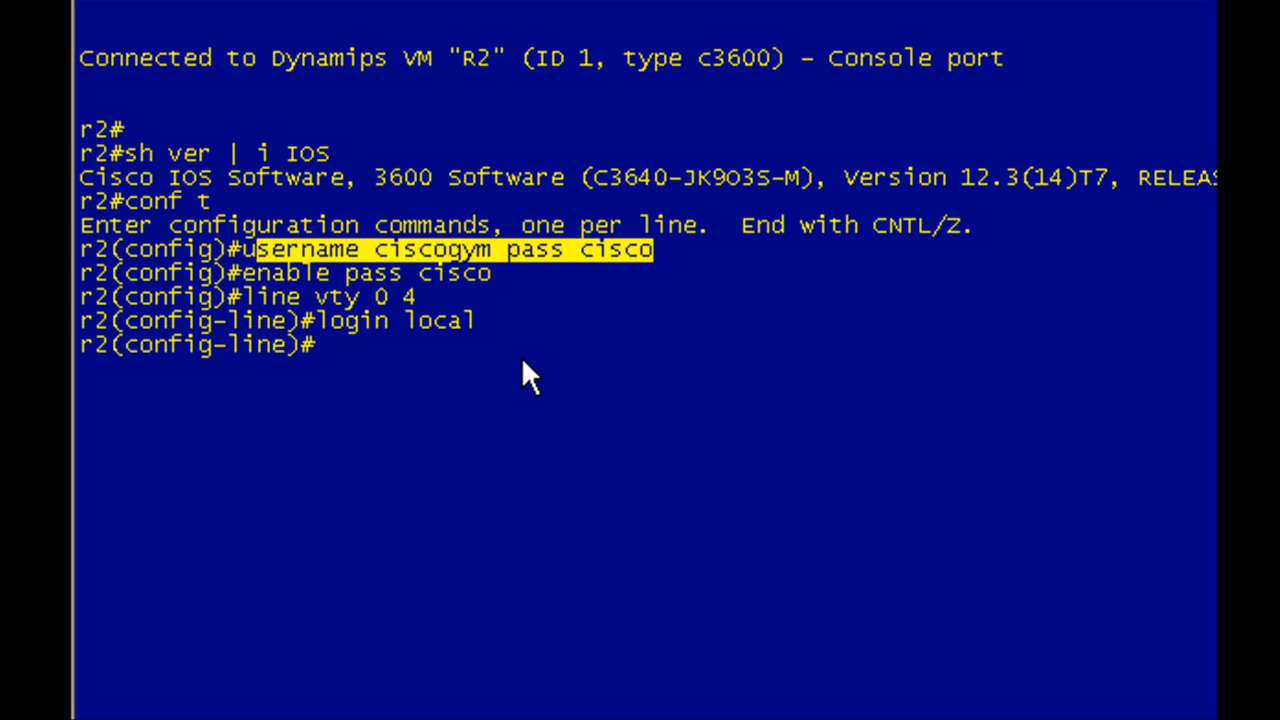 Connected to Dynamips VM "R2" (ID 1, type c3600) - Console port
r2#
r2#sh ver | i IOS
Cisco IOS Software, 3600 Software (C3640-JK9O3S-M), Version 12.3(14)T7, RELEAS
r2#conf t
Enter configuration commands, one per line.  End with CNTL/Z.
r2(config)#username ciscogym pass cisco
r2(config)#enable pass cisco
r2(config)#line vty 0 4
r2(config-line)#login local
r2(config-line)#